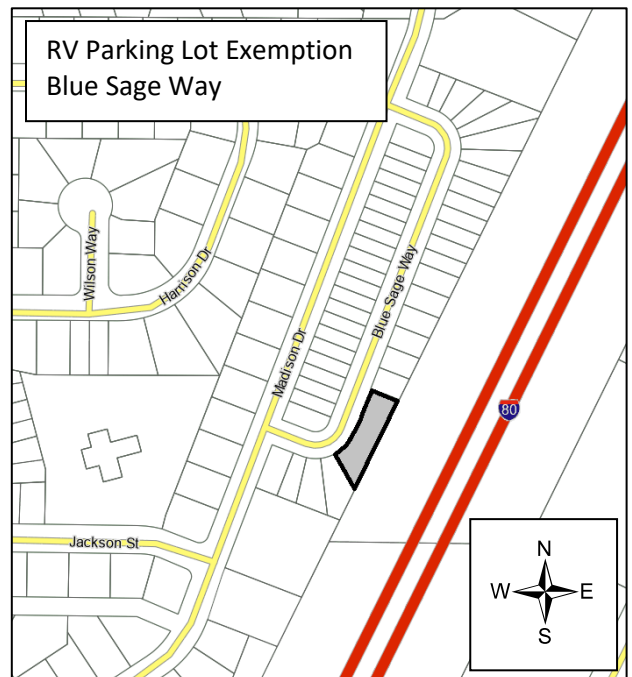 RV Parking Lot Exemption
Blue Sage Way
Wilson Way
Harrison Dr
Blue Sage Way
Madison Dr
80
Jackson St
N
W
E
S